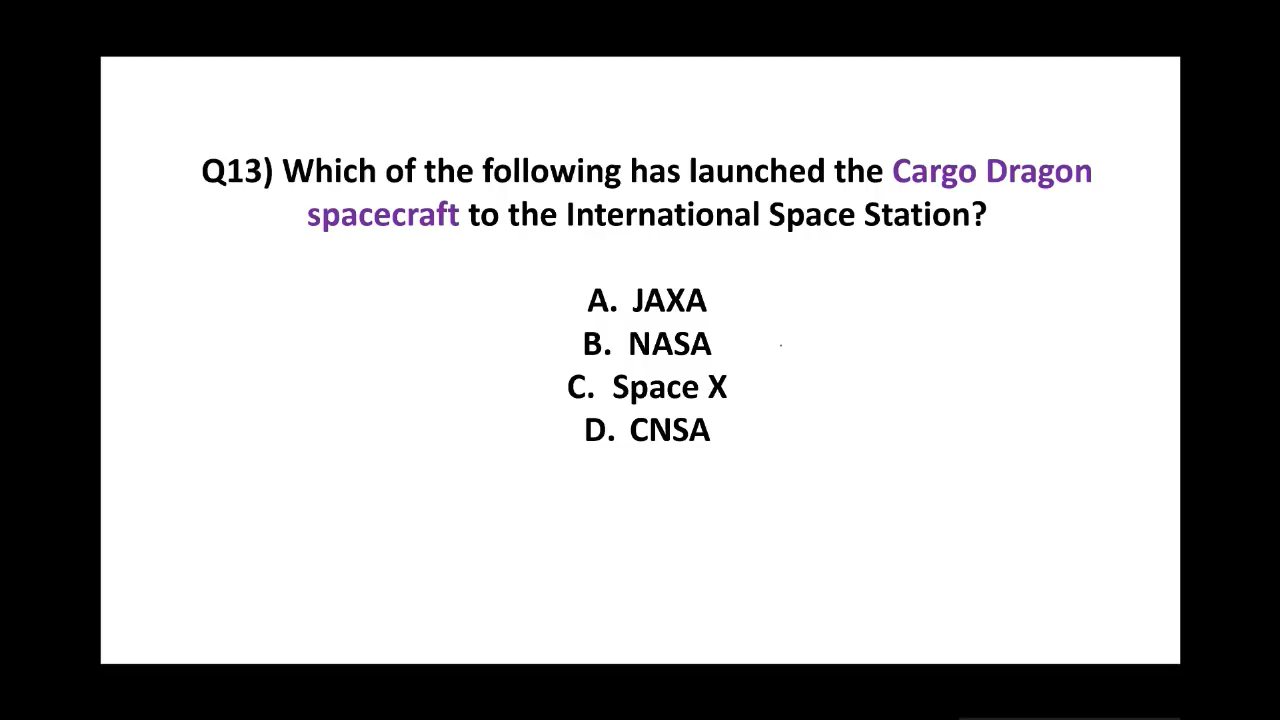 Q13) Which of the following has launched the Cargo Dragon
spacecraft to the International Space Station?
A. JAXA
B. NASA
C. Space X
D. CNSA